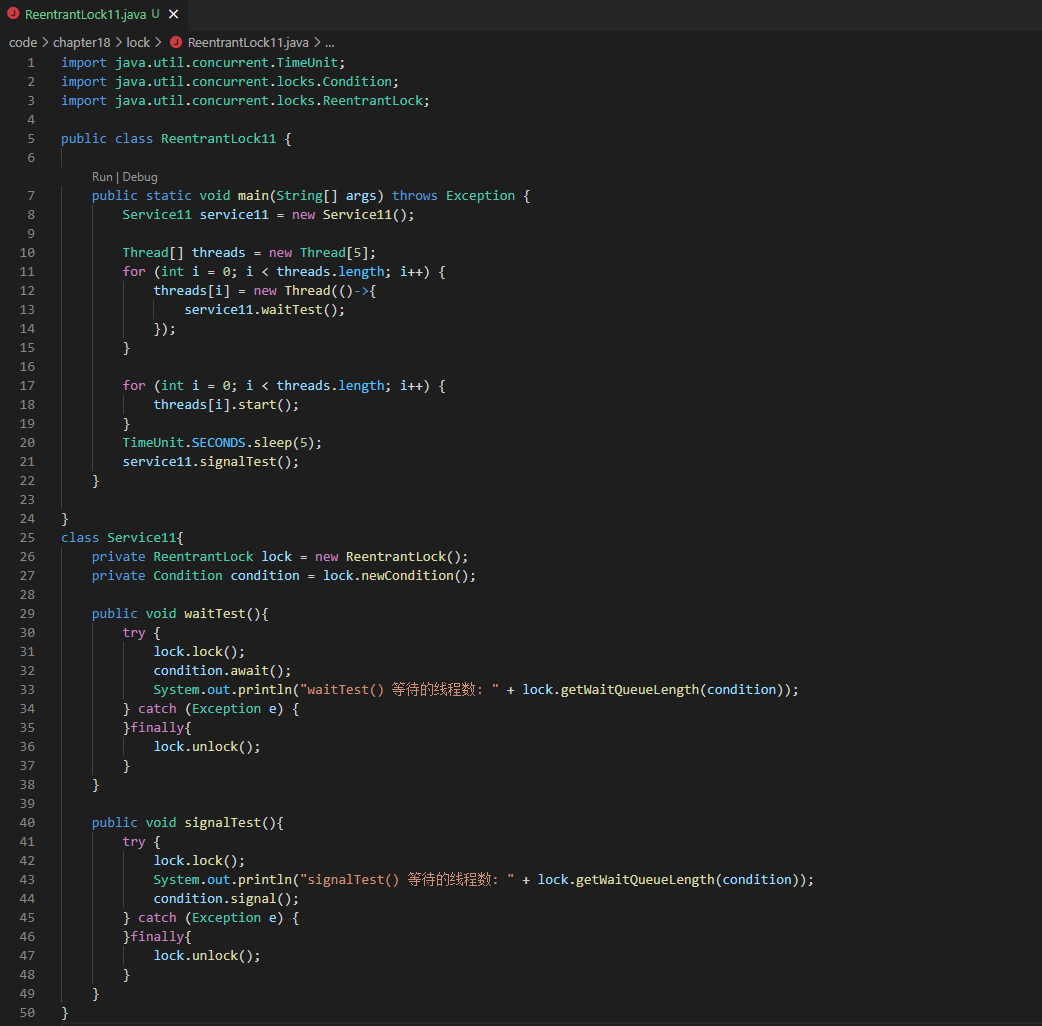 ReentrantLock11.java U ×
code > chapter18 > lock > ReentrantLock11.java > ...
1 import java.util.concurrent.TimeUnit;
2 import java.util.concurrent.locks.Condition;
3 import java.util.concurrent.locks.ReentrantLock;
4
5 public class ReentrantLock11 {
6
Run | Debug
7     public static void main(String[] args) throws Exception {
8         Service11 service11 = new Service11();
9
10         Thread[] threads = new Thread[5];
11         for (int i = 0; i < threads.length; i++) {
12             threads[i] = new Thread(()->{
13                 service11.waitTest();
14             });
15         }
16
17         for (int i = 0; i < threads.length; i++) {
18             threads[i].start();
19         }
20         TimeUnit.SECONDS.sleep(5);
21         service11.signalTest();
22     }
23
24 }
25 class Service11{
26     private ReentrantLock lock = new ReentrantLock();
27     private Condition condition = lock.newCondition();
28
29     public void waitTest(){
30         try {
31             lock.lock();
32             condition.await();
33             System.out.println("waitTest() 等待的线程数: " + lock.getWaitQueueLength(condition));
34         } catch (Exception e) {
35         }finally{
36             lock.unlock();
37         }
38     }
39
40     public void signalTest(){
41         try {
42             lock.lock();
43             System.out.println("signalTest() 等待的线程数: " + lock.getWaitQueueLength(condition));
44             condition.signal();
45         } catch (Exception e) {
46         }finally{
47             lock.unlock();
48         }
49     }
50 }